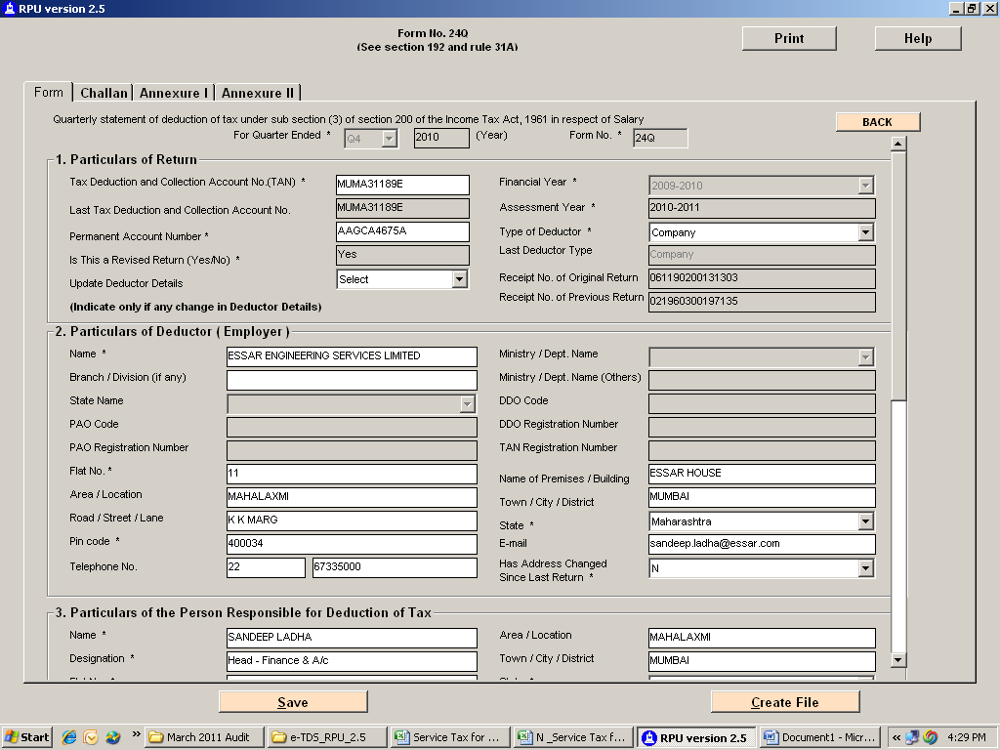 RPU version 2.5
Form No. 24Q
(See section 192 and rule 31A)
Print
Help
Form
Challan
Annexure I
Annexure II
Quarterly statement of deduction of tax under sub section (3) of section 200 of the Income Tax Act, 1961 in respect of Salary
BACK
For Quarter Ended * Q4 2010 (Year) Form No. * 24Q
1. Particulars of Return
Tax Deduction and Collection Account No.(TAN) * MUMA31189E Financial Year * 2009-2010
Last Tax Deduction and Collection Account No. MUMA31189E Assessment Year * 2010-2011
Permanent Account Number * AAGCA4675A Type of Deductor * Company
Is This a Revised Return (Yes/No) * Yes Last Deductor Type Company
Update Deductor Details Select Receipt No. of Original Return 061190200131303
(Indicate only if any change in Deductor Details) Receipt No. of Previous Return 021960300197135
2. Particulars of Deductor ( Employer )
Name * ESSAR ENGINEERING SERVICES LIMITED Ministry / Dept. Name
Branch / Division (if any) Ministry / Dept. Name (Others)
State Name DDO Code
PAO Code DDO Registration Number
PAO Registration Number TAN Registration Number
Flat No. * 11 Name of Premises / Building ESSAR HOUSE
Area / Location MAHALAXMI Town / City / District MUMBAI
Road / Street / Lane K K MARG State * Maharashtra
Pin code * 400034 E-mail sandeep.ladha@essar.com
Telephone No. 22 67335000 Has Address Changed
Since Last Return * N
3. Particulars of the Person Responsible for Deduction of Tax
Name * SANDEEP LADHA Area / Location MAHALAXMI
Designation * Head - Finance & A/c Town / City / District MUMBAI
Save
Create File
Start
March 2011 Audit
e-TDS_RPU_2.5
Service Tax for ...
N _Service Tax f...
RPU version 2.5
Document1 - Micr...
4:29 PM